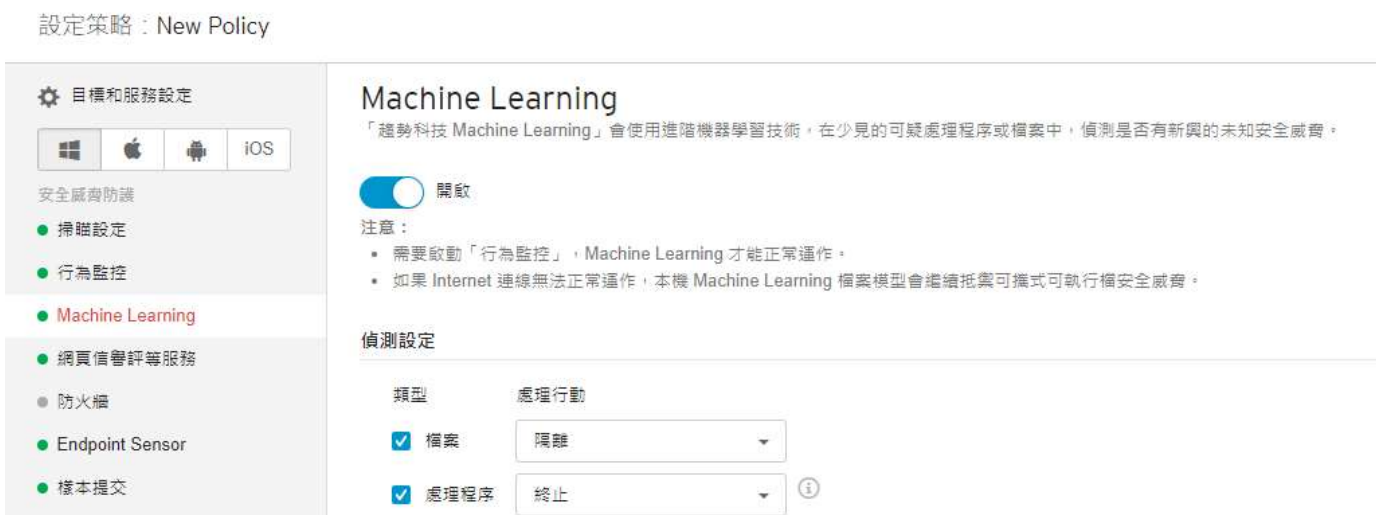 設定策略：New Policy
目標和服務設定
iOS
安全威脅防護
掃瞄設定
行為監控
Machine Learning
網頁信譽評等服務
防火牆
Endpoint Sensor
樣本提交
Machine Learning
「趨勢科技 Machine Learning」會使用進階機器學習技術，在少見的可疑處理程序或檔案中，偵測是否有新興的未知安全威脅。
開啟
注意：
• 需要啟動「行為監控」，Machine Learning 才能正常運作。
• 如果 Internet 連線無法正常運作，本機 Machine Learning 檔案模型會繼續抵禦可攜式可執行檔安全威脅。
偵測設定
類型 處理行動
檔案 隔離
處理程序 終止